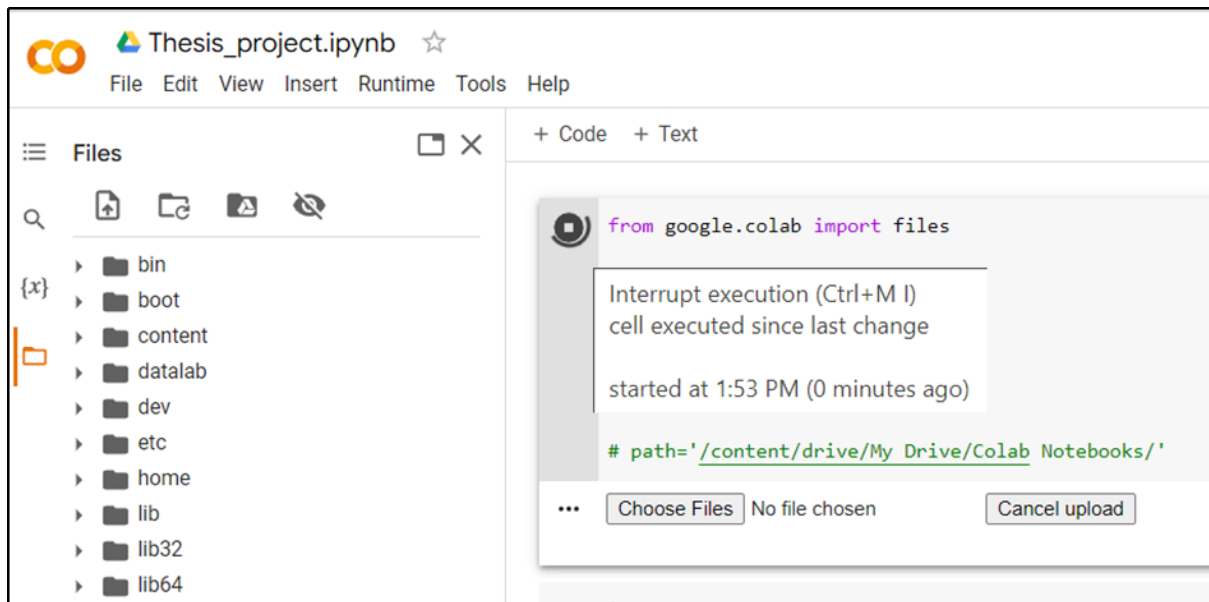 Thesis_project.ipynb
File Edit View Insert Runtime Tools Help
Files
+ Code + Text
{x}
bin
boot
content
datalab
dev
etc
home
lib
lib32
lib64
from google.colab import files
Interrupt execution (Ctrl+M I)
cell executed since last change
started at 1:53 PM (0 minutes ago)
# path='/content/drive/My Drive/Colab Notebooks/'
Choose Files No file chosen Cancel upload